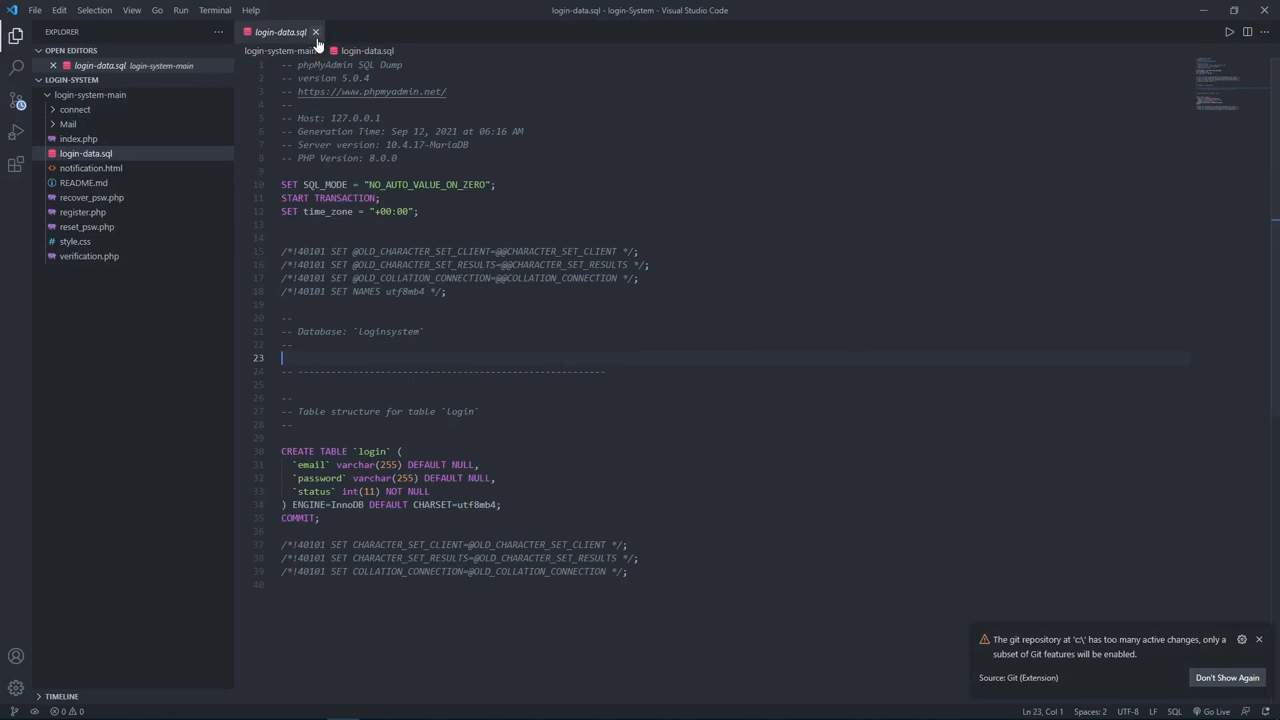 File Edit Selection View Go Run Terminal Help
login-data.sql - login-System - Visual Studio Code
EXPLORER
OPEN EDITORS
login-data.sql login-system-main
LOGIN-SYSTEM
login-system-main
connect
Mail
index.php
login-data.sql
notification.html
README.md
recover_psw.php
register.php
reset_psw.php
style.css
verification.php
TIMELINE
login-data.sql
login-system-main login-data.sql
1 -- phpMyAdmin SQL Dump
2 -- version 5.0.4
3 -- https://www.phpmyadmin.net/
4 --
5 -- Host: 127.0.0.1
6 -- Generation Time: Sep 12, 2021 at 06:16 AM
7 -- Server version: 10.4.17-MariaDB
8 -- PHP Version: 8.0.0
9
10 SET SQL_MODE = "NO_AUTO_VALUE_ON_ZERO";
11 START TRANSACTION;
12 SET time_zone = "+00:00";
13
14
15 /*!40101 SET @OLD_CHARACTER_SET_CLIENT=@@CHARACTER_SET_CLIENT */;
16 /*!40101 SET @OLD_CHARACTER_SET_RESULTS=@@CHARACTER_SET_RESULTS */;
17 /*!40101 SET @OLD_COLLATION_CONNECTION=@@COLLATION_CONNECTION */;
18 /*!40101 SET NAMES utf8mb4 */;
19
20 --
21 -- Database: `loginsystem`
22 --
23
24 -- --------------------------------------------------------
25
26 --
27 -- Table structure for table `login`
28 --
29
30 CREATE TABLE `login` (
31 `email` varchar(255) DEFAULT NULL,
32 `password` varchar(255) DEFAULT NULL,
33 `status` int(11) NOT NULL
34 ) ENGINE=InnoDB DEFAULT CHARSET=utf8mb4;
35 COMMIT;
36
37 /*!40101 SET CHARACTER_SET_CLIENT=@OLD_CHARACTER_SET_CLIENT */;
38 /*!40101 SET CHARACTER_SET_RESULTS=@OLD_CHARACTER_SET_RESULTS */;
39 /*!40101 SET COLLATION_CONNECTION=@OLD_COLLATION_CONNECTION */;
40
The git repository at 'c:\' has too many active changes, only a
subset of Git features will be enabled.
Source: Git (Extension)
Don't Show Again
0 0
Ln 23, Col 1 Spaces: 2 UTF-8 LF SQL Go Live